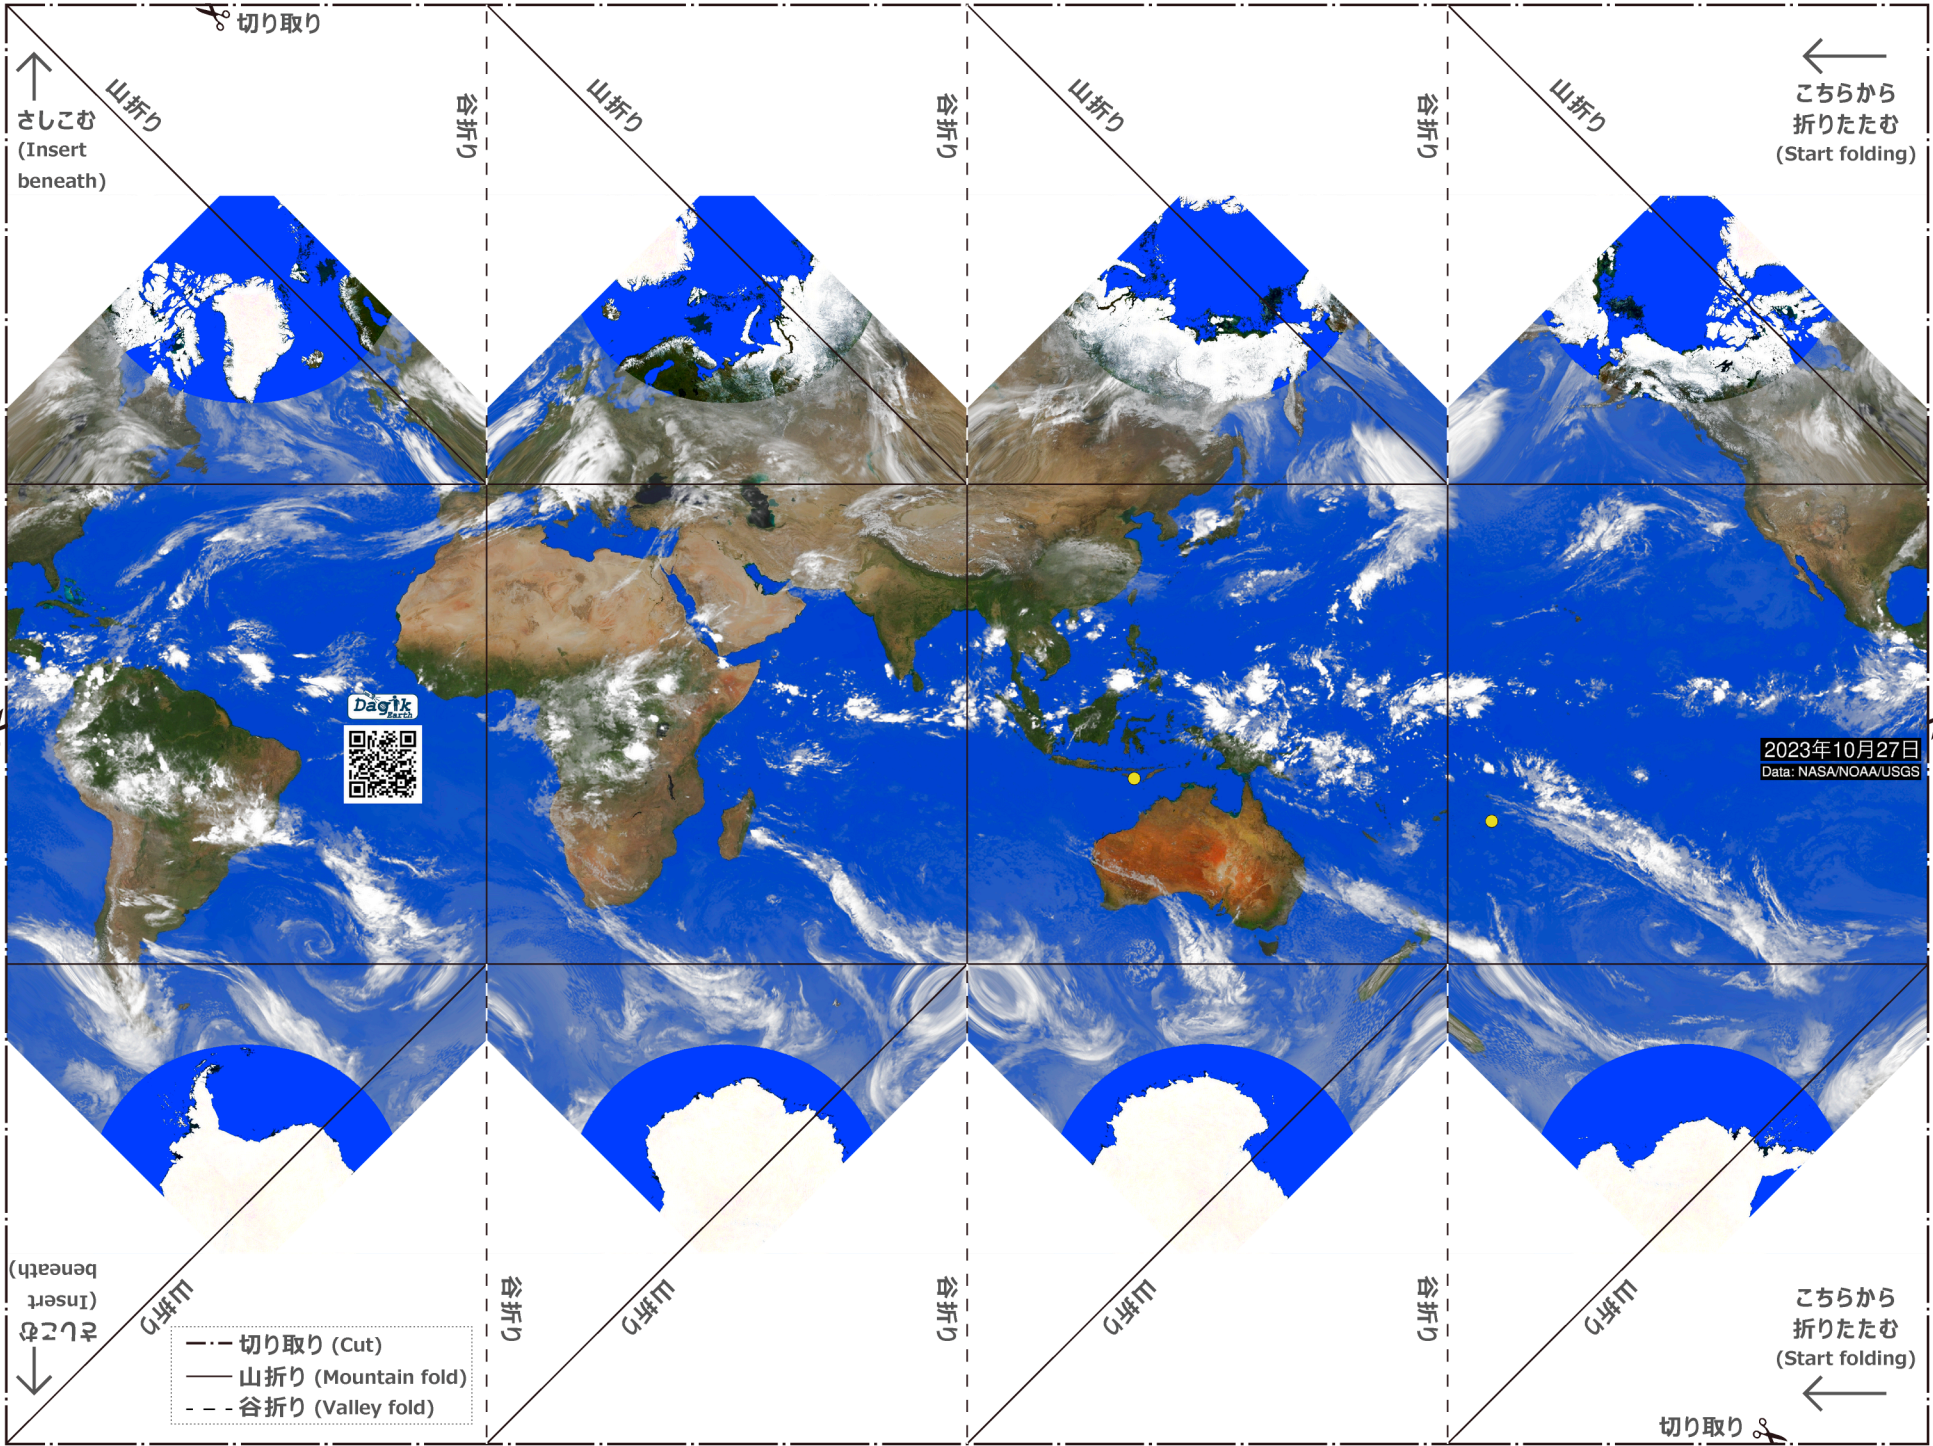 切り取り
さしこむ
(Insert
beneath)
山折り
谷折り
山折り
谷折り
山折り
谷折り
山折り
こちらから
折りたたむ
(Start folding)
Dagik
Earth
2023年10月27日
Data: NASA/NOAA/USGS
さしこむ
(Insert
beneath)
山折り
谷折り
山折り
谷折り
山折り
谷折り
山折り
こちらから
折りたたむ
(Start folding)
切り取り (Cut)
山折り (Mountain fold)
谷折り (Valley fold)
切り取り